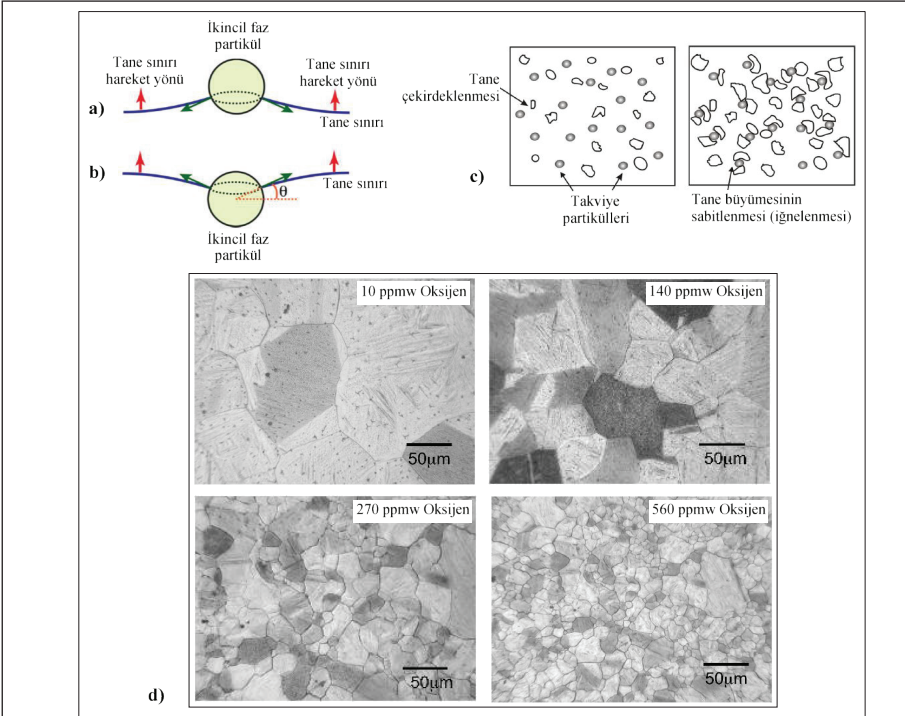 İkincil faz
partikül
Tane sınırı
hareket yönü
Tane sınırı
hareket yönü
a)
Tane sınırı
b)
Tane sınırı
θ
İkincil faz
partikül
Tane
çekirdeklenmesi
c)
Takviye
partikülleri
Tane büyümesinin
sabitlenmesi (iğnelenmesi)
10 ppmw Oksijen
50µm
140 ppmw Oksijen
50µm
270 ppmw Oksijen
50µm
560 ppmw Oksijen
50µm
d)